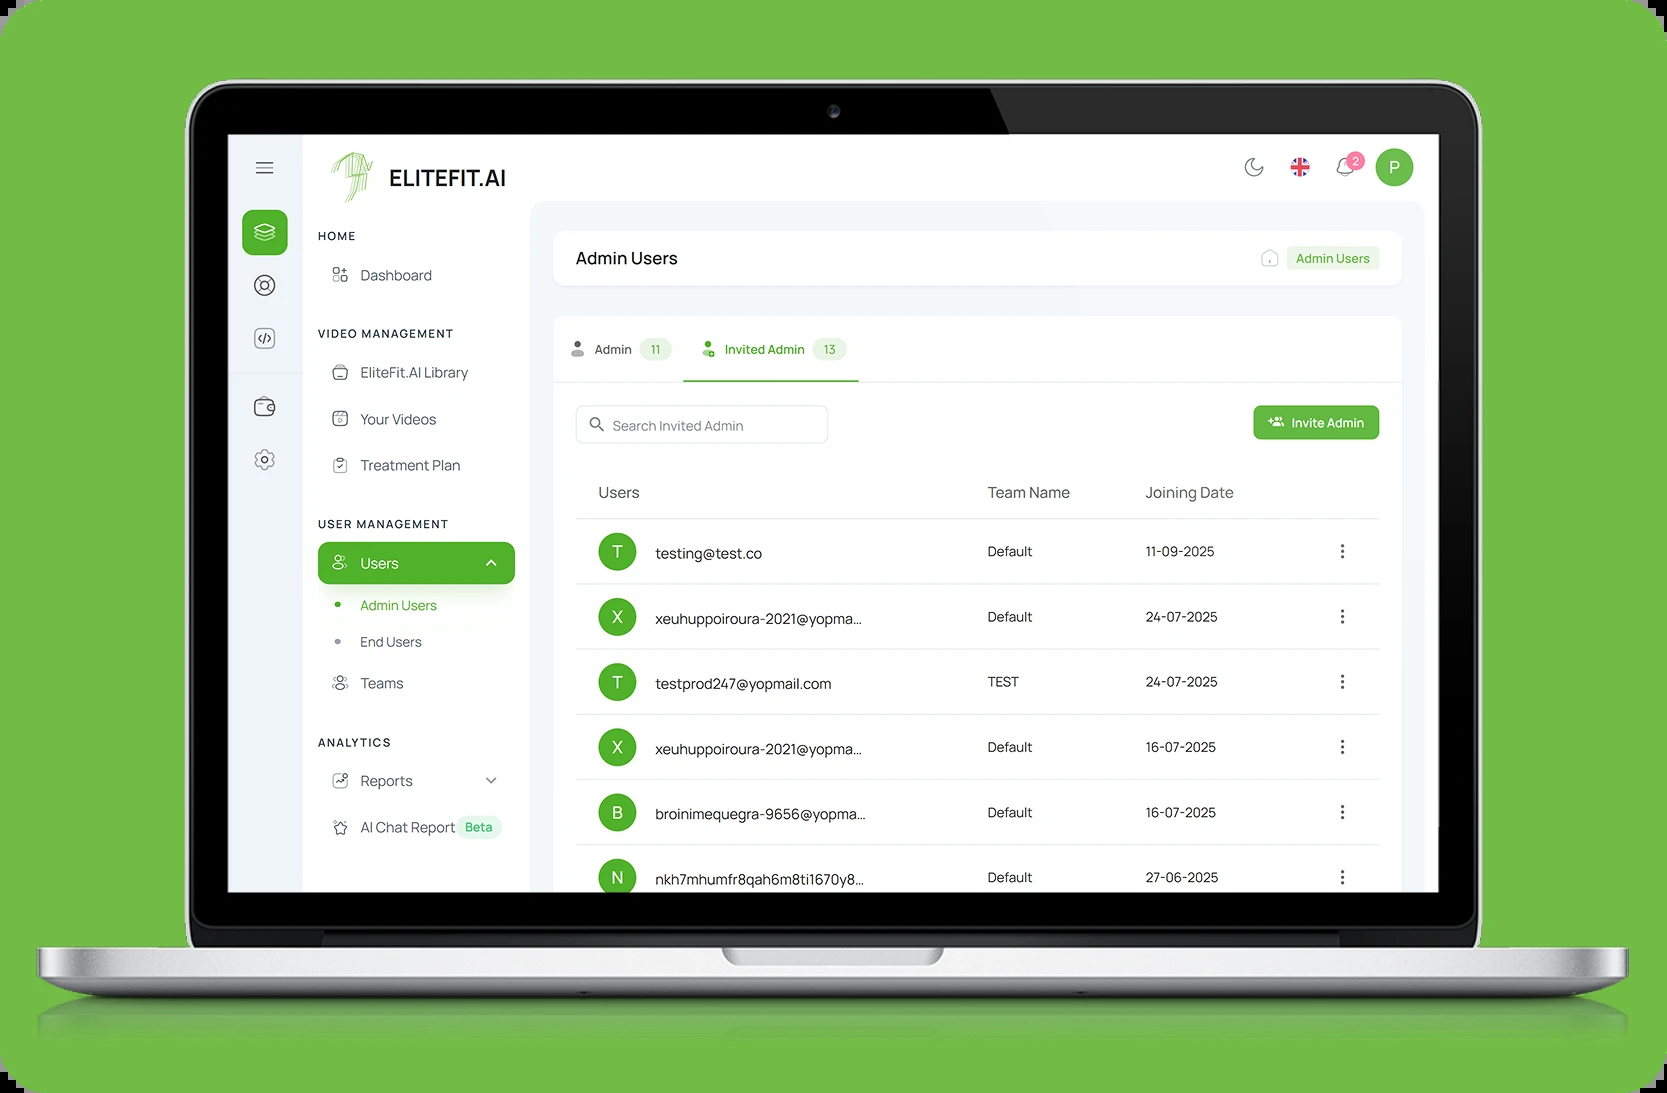 ELITEFIT.AI
2
P
HOME
Dashboard
VIDEO MANAGEMENT
EliteFit.AI Library
Your Videos
Treatment Plan
USER MANAGEMENT
Users
Admin Users
End Users
Teams
ANALYTICS
Reports
AI Chat Report Beta
Admin Users
Admin Users
Admin 11
Invited Admin 13
Search Invited Admin
Invite Admin
Users Team Name Joining Date
T testing@test.co Default 11-09-2025
X xeuhuppoiroura-2021@yopma... Default 24-07-2025
T testprod247@yopmail.com TEST 24-07-2025
X xeuhuppoiroura-2021@yopma... Default 16-07-2025
B broinimequegra-9656@yopma... Default 16-07-2025
N nkh7mhumfr8qah6m8ti1670y8... Default 27-06-2025